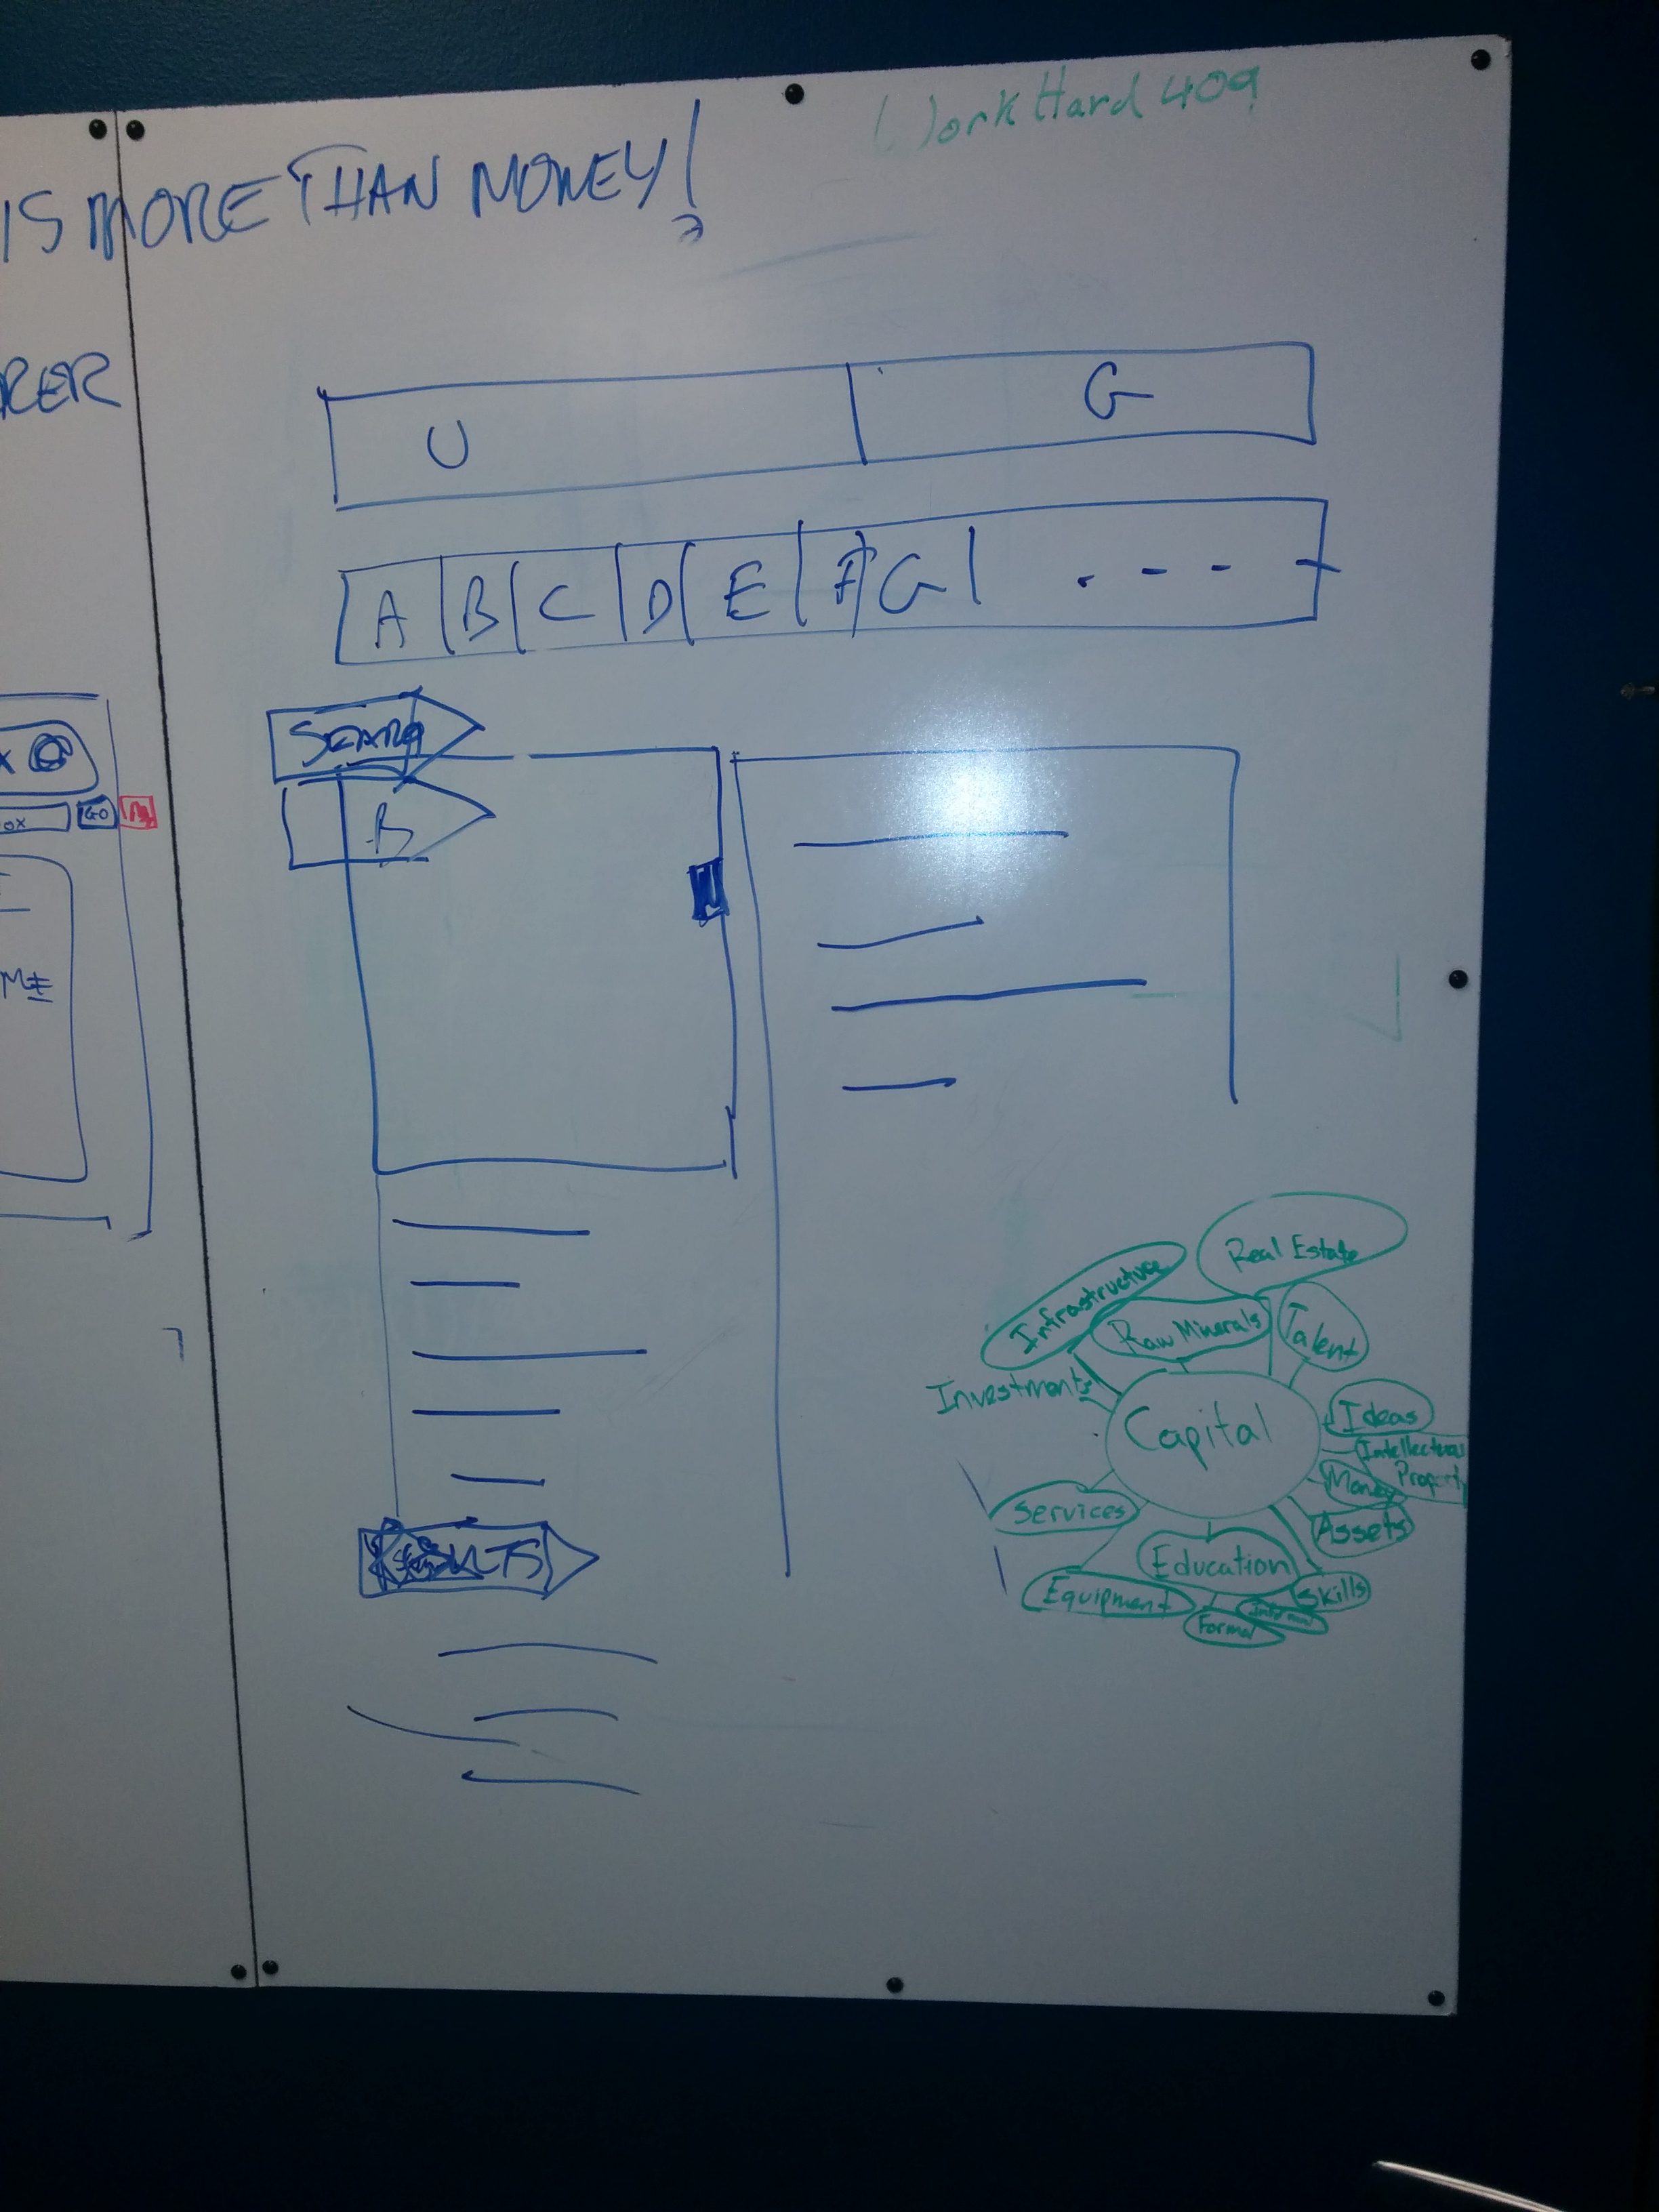 IS MORE THAN MONEY!
Work Hard 409
RER
U G
A B C D E F G
B
GO
ox
ME
RESULTS
Real Estate
Infrastructure
Raw Minerals
Talent
Investments
Capital
Ideas
Intellectual
Property
Money
Services
Assets
Education
Equipment
Skills
Formal
Informal